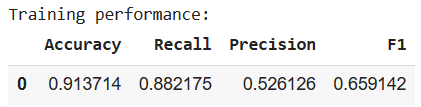 Training performance:
Accuracy Recall Precision F1
0 0.913714 0.882175 0.526126 0.659142